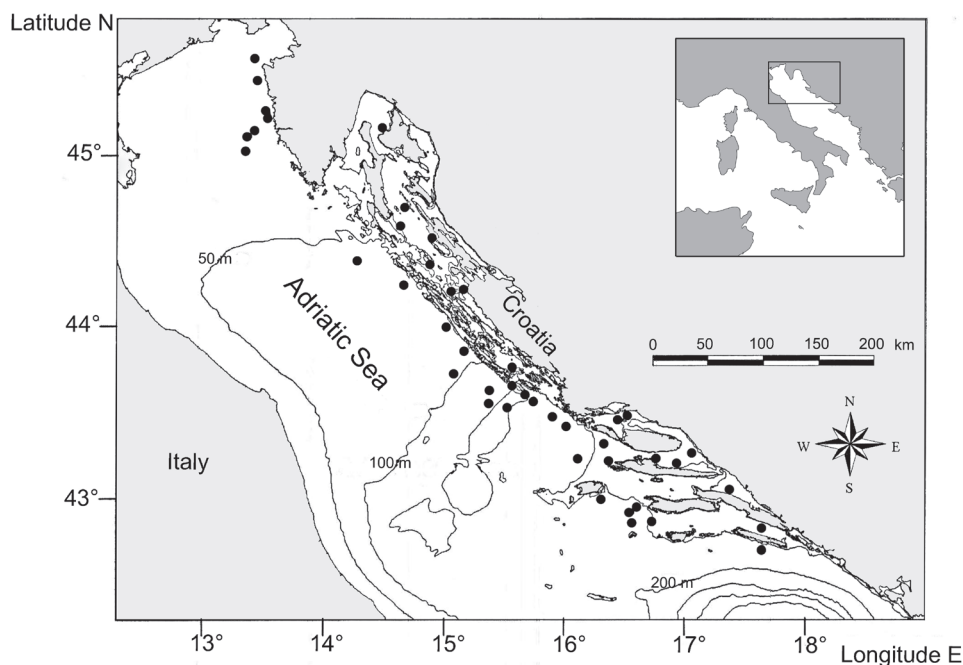 Latitude N
45°
50 m
Adriatic Sea
Croatia
44°
0 50 100 150 200 km
N
W E
S
Italy
100 m
43°
200 m
13° 14° 15° 16° 17° 18°
Longitude E